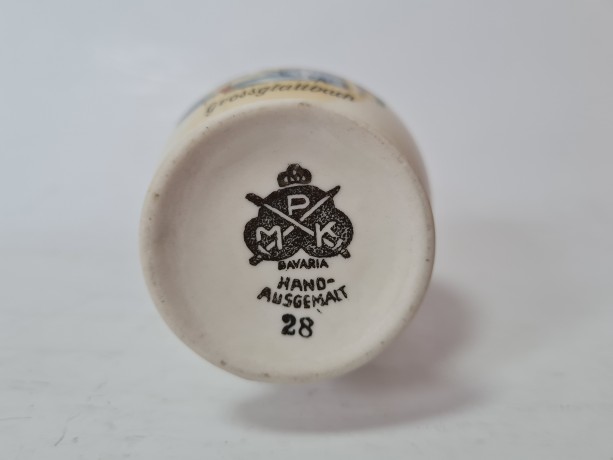 Grossglattbach
P
M K
BAVARIA
HAND-
AUSGEMALT
28